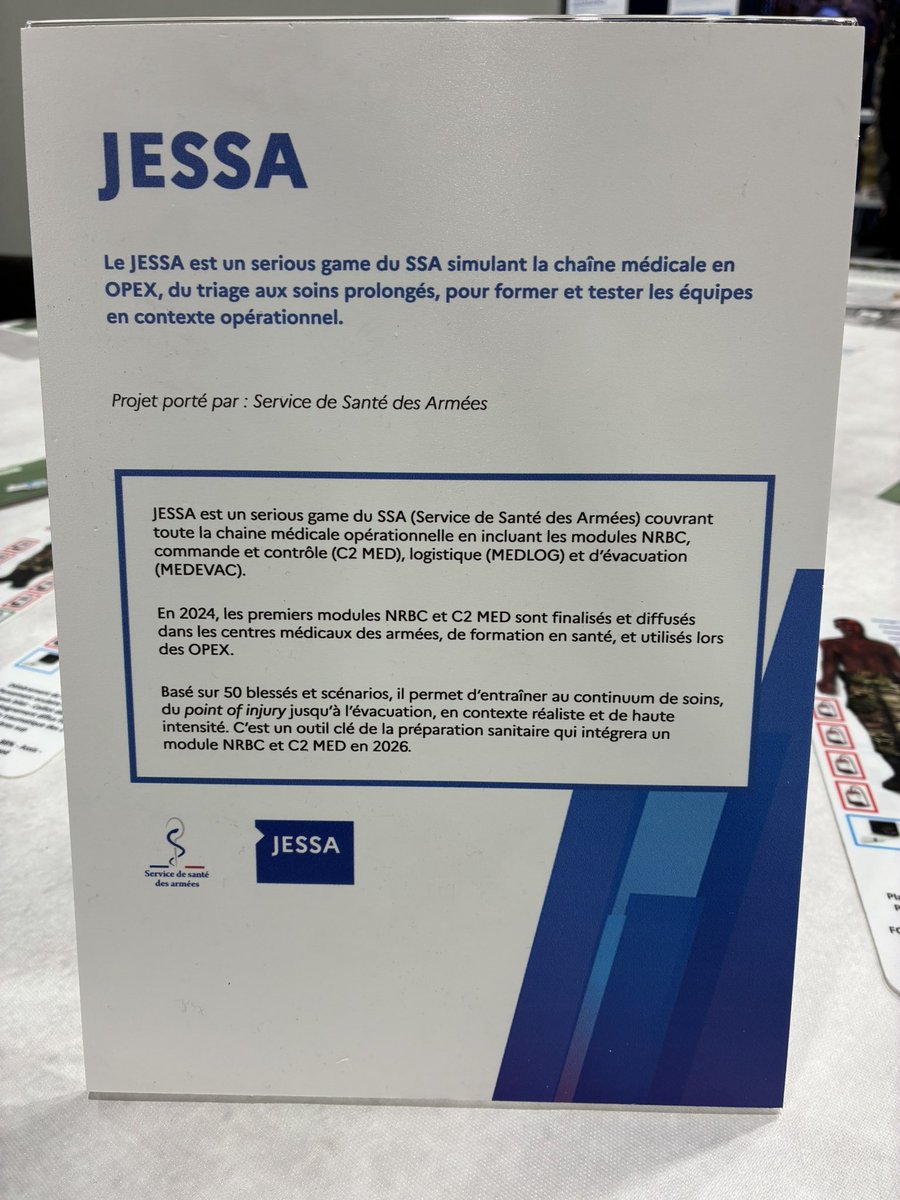 JESSA
Le JESSA est un serious game du SSA simulant la chaîne médicale en
OPEX, du triage aux soins prolongés, pour former et tester les équipes
en contexte opérationnel.
Projet porté par : Service de Santé des Armées
JESSA est un serious game du SSA (Service de Santé des Armées) couvrant
toute la chaine médicale opérationnelle en incluant les modules NRBC,
commande et contrôle (C2 MED), logistique (MEDLOG) et d'évacuation
(MEDEVAC).
En 2024, les premiers modules NRBC et C2 MED sont finalisés et diffusés
dans les centres médicaux des armées, de formation en santé, et utilisés lors
des OPEX.
Basé sur 50 blessés et scénarios, il permet d'entraîner au continuum de soins,
du point of injury jusqu'à l'évacuation, en contexte réaliste et de haute
intensité. C'est un outil clé de la préparation sanitaire qui intégrera un
module NRBC et C2 MED en 2026.
Service de santé
des armées
JESSA